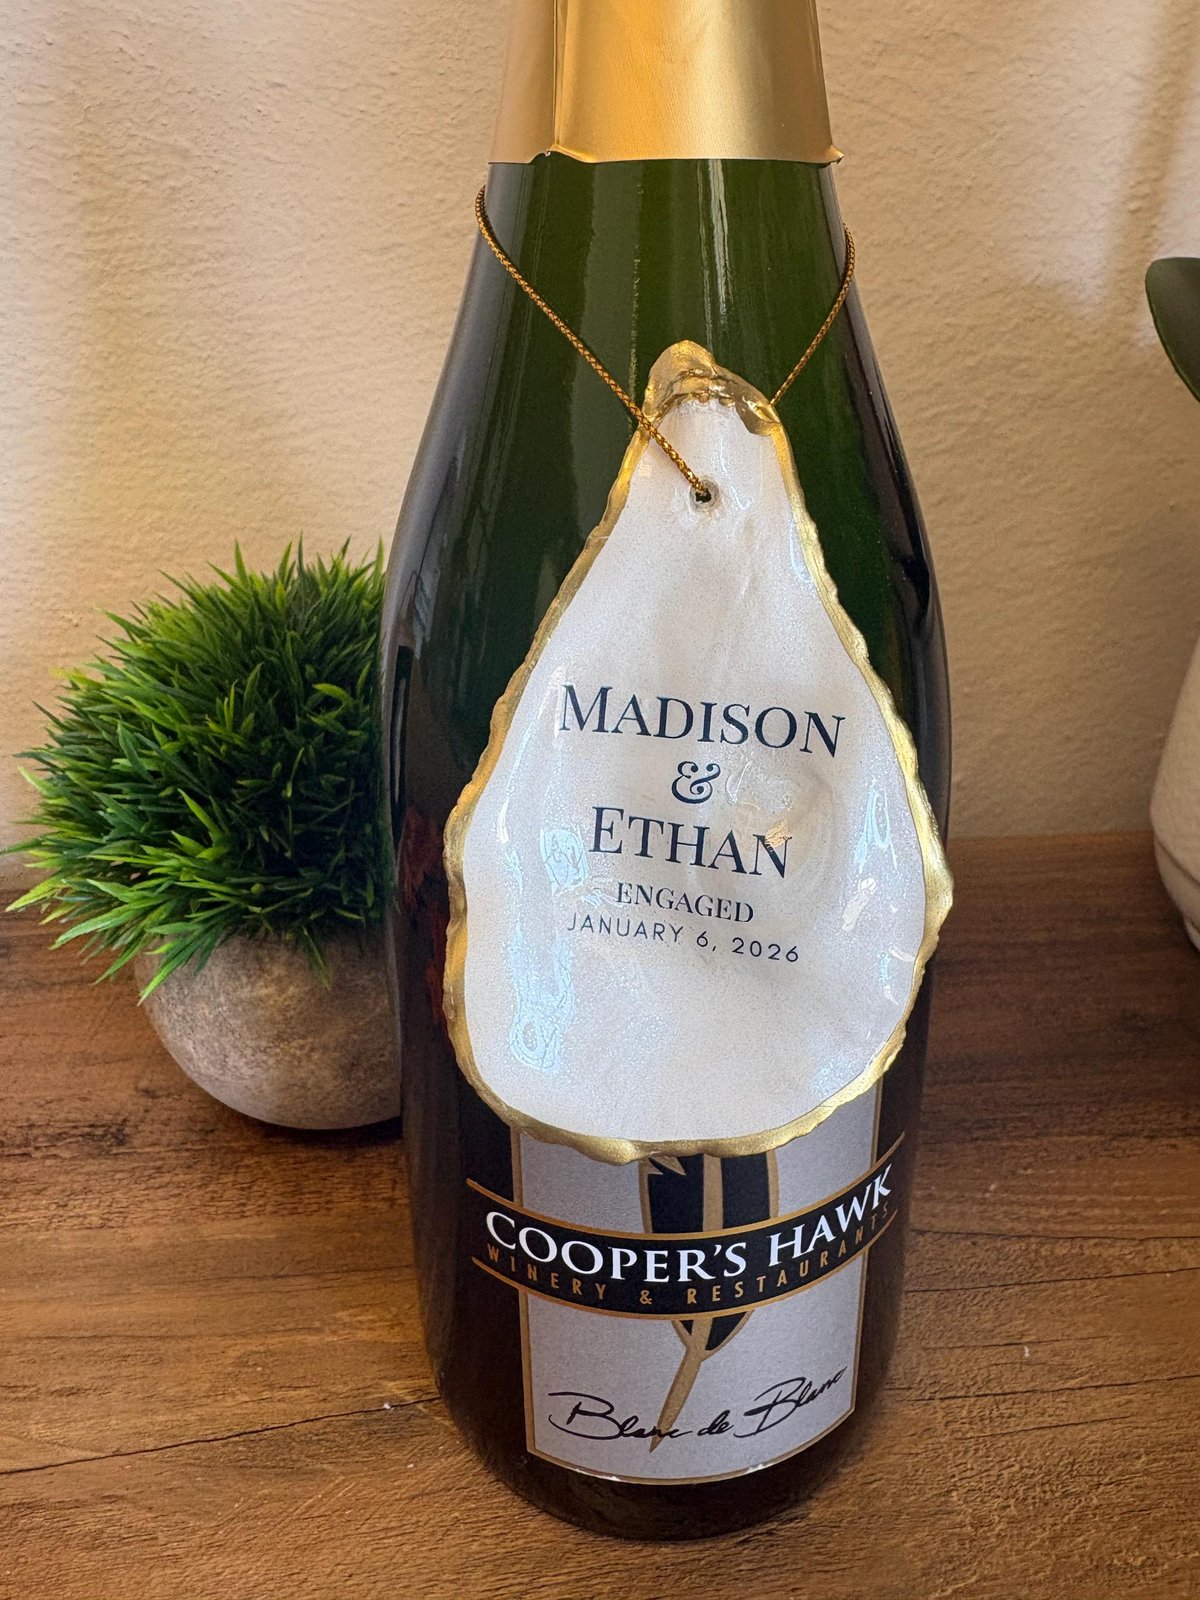 MADISON
&
ETHAN
ENGAGED
JANUARY 6, 2026
COOPER'S HAWK
WINERY & RESTAURANTS
Blanc de Blanc